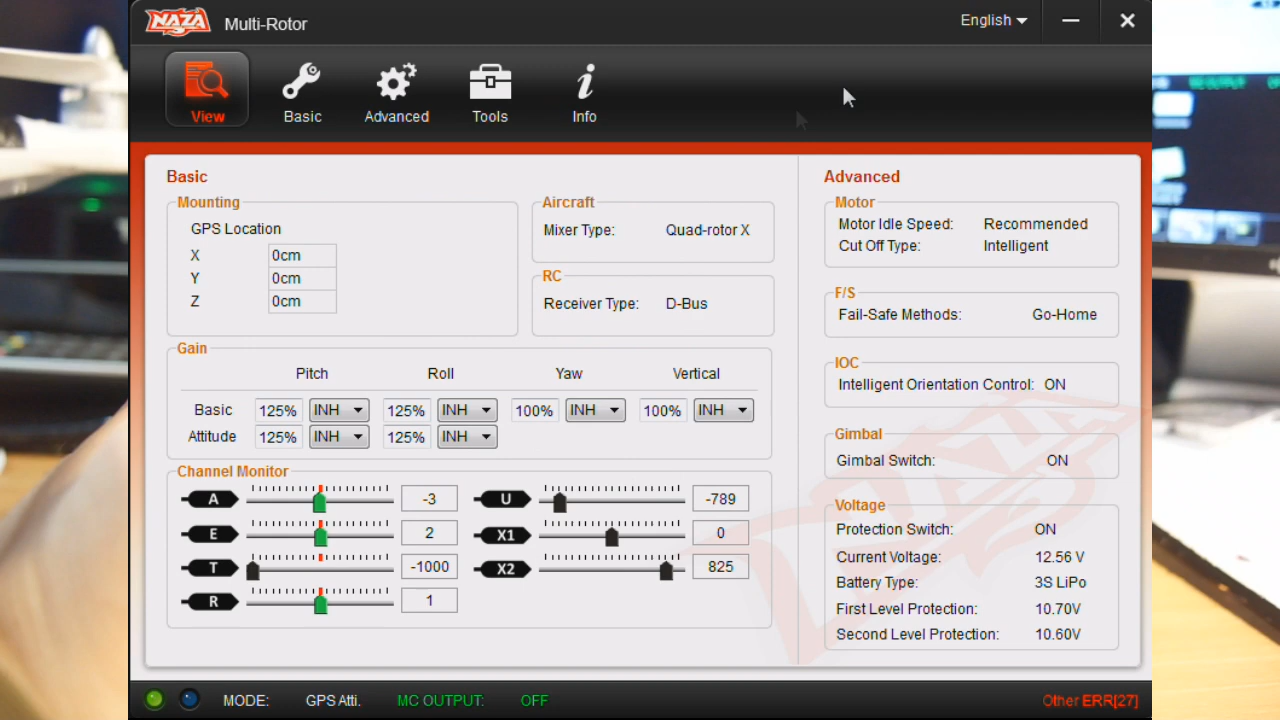 NAZA Multi-Rotor English
View Basic Advanced Tools Info
Basic
Mounting
GPS Location
X 0cm
Y 0cm
Z 0cm
Aircraft
Mixer Type: Quad-rotor X
RC
Receiver Type: D-Bus
Gain
Pitch Roll Yaw Vertical
Basic 125% INH 125% INH 100% INH 100% INH
Attitude 125% INH 125% INH
Channel Monitor
A -3 U -789
E 2 X1 0
T -1000 X2 825
R 1
Advanced
Motor
Motor Idle Speed: Recommended
Cut Off Type: Intelligent
F/S
Fail-Safe Methods: Go-Home
IOC
Intelligent Orientation Control: ON
Gimbal
Gimbal Switch: ON
Voltage
Protection Switch: ON
Current Voltage: 12.56 V
Battery Type: 3S LiPo
First Level Protection: 10.70V
Second Level Protection: 10.60V
MODE: GPS Atti. MC OUTPUT: OFF Other ERR[27]